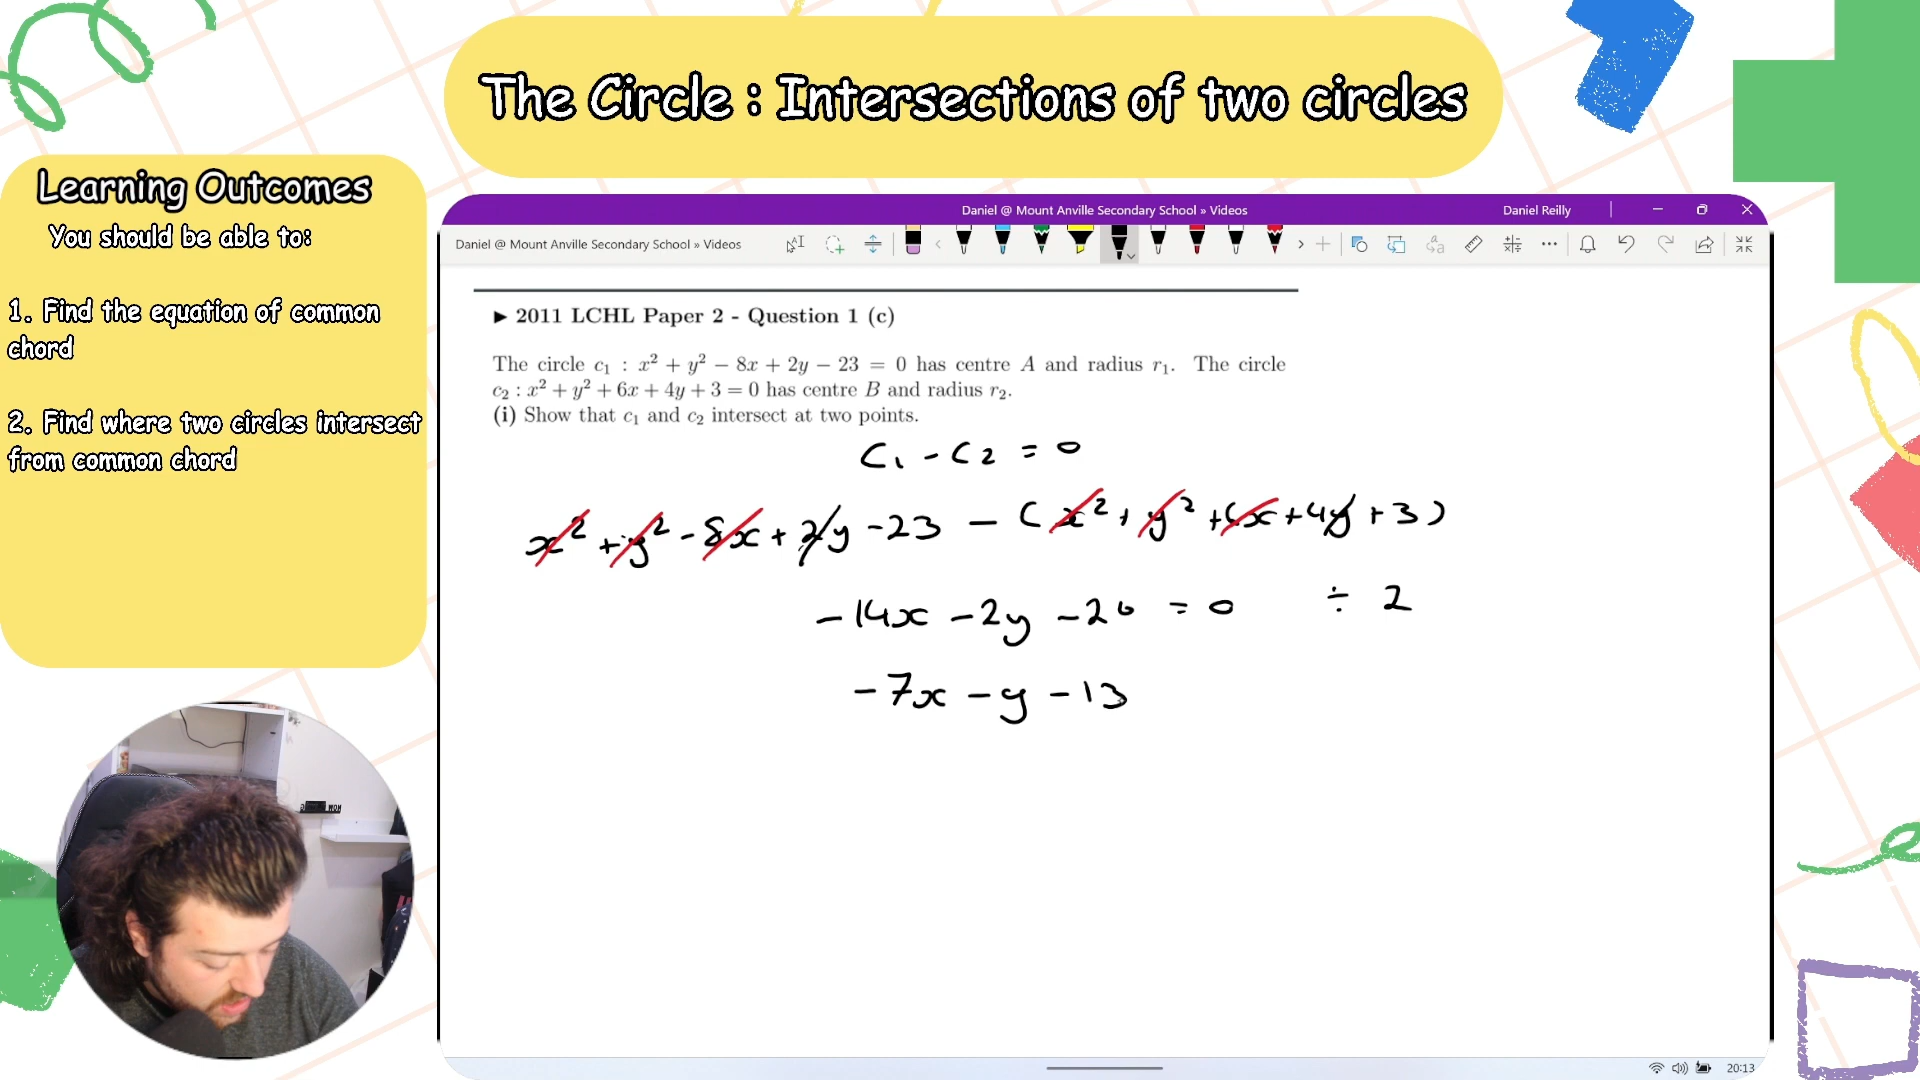 The Circle : Intersections of two circles
Learning Outcomes
You should be able to:
1. Find the equation of common
chord
2. Find where two circles intersect
from common chord
Daniel @ Mount Anville Secondary School » Videos
Daniel Reilly
Daniel @ Mount Anville Secondary School » Videos
▶ 2011 LCHL Paper 2 - Question 1 (c)
The circle c₁ : x² + y² − 8x + 2y − 23 = 0 has centre A and radius r₁. The circle
c₂ : x² + y² + 6x + 4y + 3 = 0 has centre B and radius r₂.
(i) Show that c₁ and c₂ intersect at two points.
C₁ - C₂ = 0
x² + y² - 8x + 2y - 23 - (x² + y² + 6x + 4y + 3)
-14x - 2y - 26 = 0 ÷ 2
-7x - y - 13
20:13